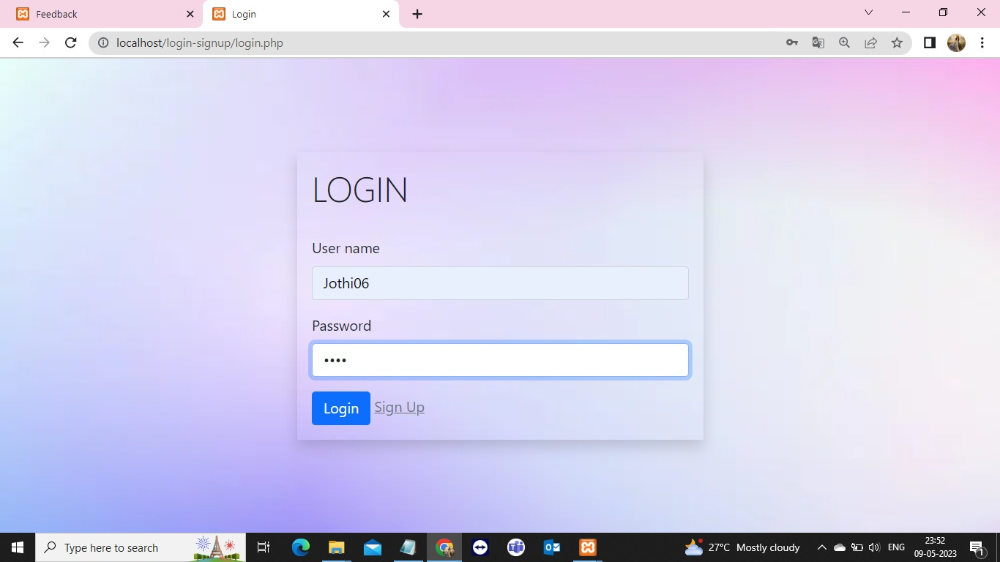 Feedback
Login
localhost/login-signup/login.php
LOGIN
User name
Jothi06
Password
••••
Login Sign Up
Type here to search
27°C Mostly cloudy
ENG
23:52
09-05-2023
1